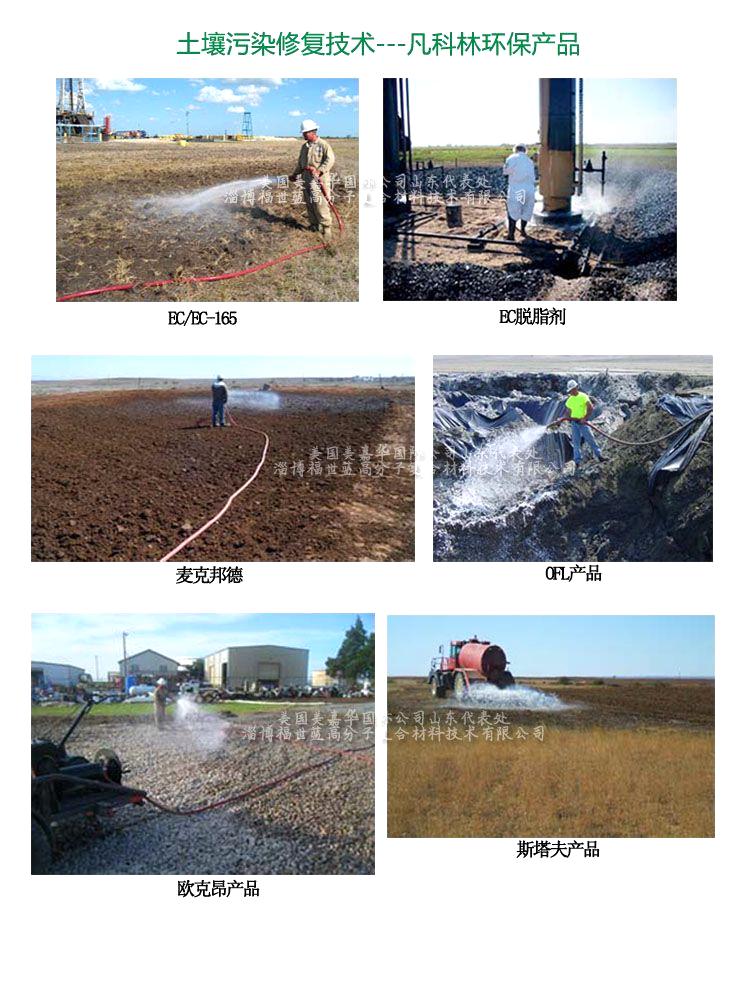 土壤污染修复技术---凡科林环保产品
美国美嘉华国际公司山东代表处
淄博福世蓝高分子复合材料技术有限公司
EC/EC-165
EC脱脂剂
美国美嘉华国际公司山东代表处
淄博福世蓝高分子复合材料技术有限公司
麦克邦德
OFL产品
美国美嘉华国际公司山东代表处
淄博福世蓝高分子复合材料技术有限公司
欧克昂产品
斯塔夫产品